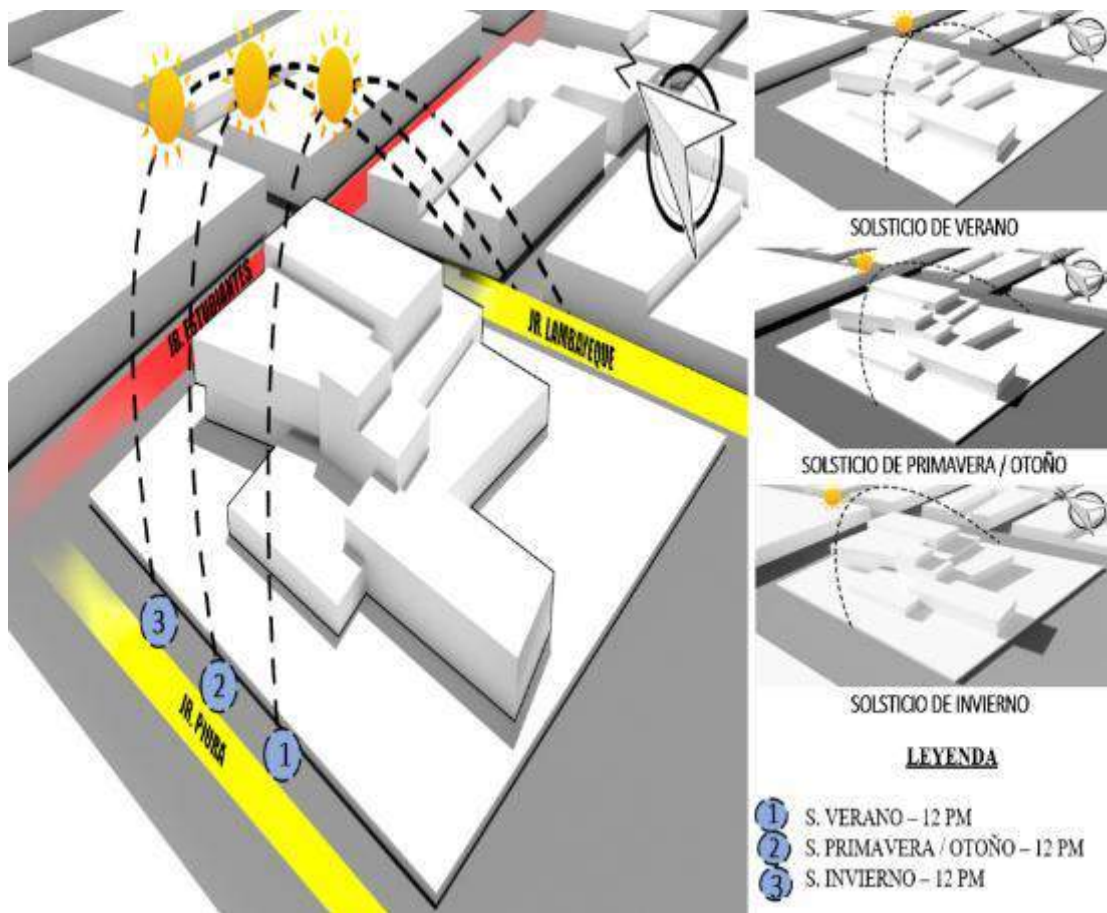 JR. ESTUDIANTES
JR. LAMBAYEQUE
JR. PIURA
3
2
1
SOLSTICIO DE VERANO
SOLSTICIO DE PRIMAVERA / OTOÑO
SOLSTICIO DE INVIERNO
LEYENDA
1 S. VERANO – 12 PM
2 S. PRIMAVERA / OTOÑO – 12 PM
3 S. INVIERNO – 12 PM